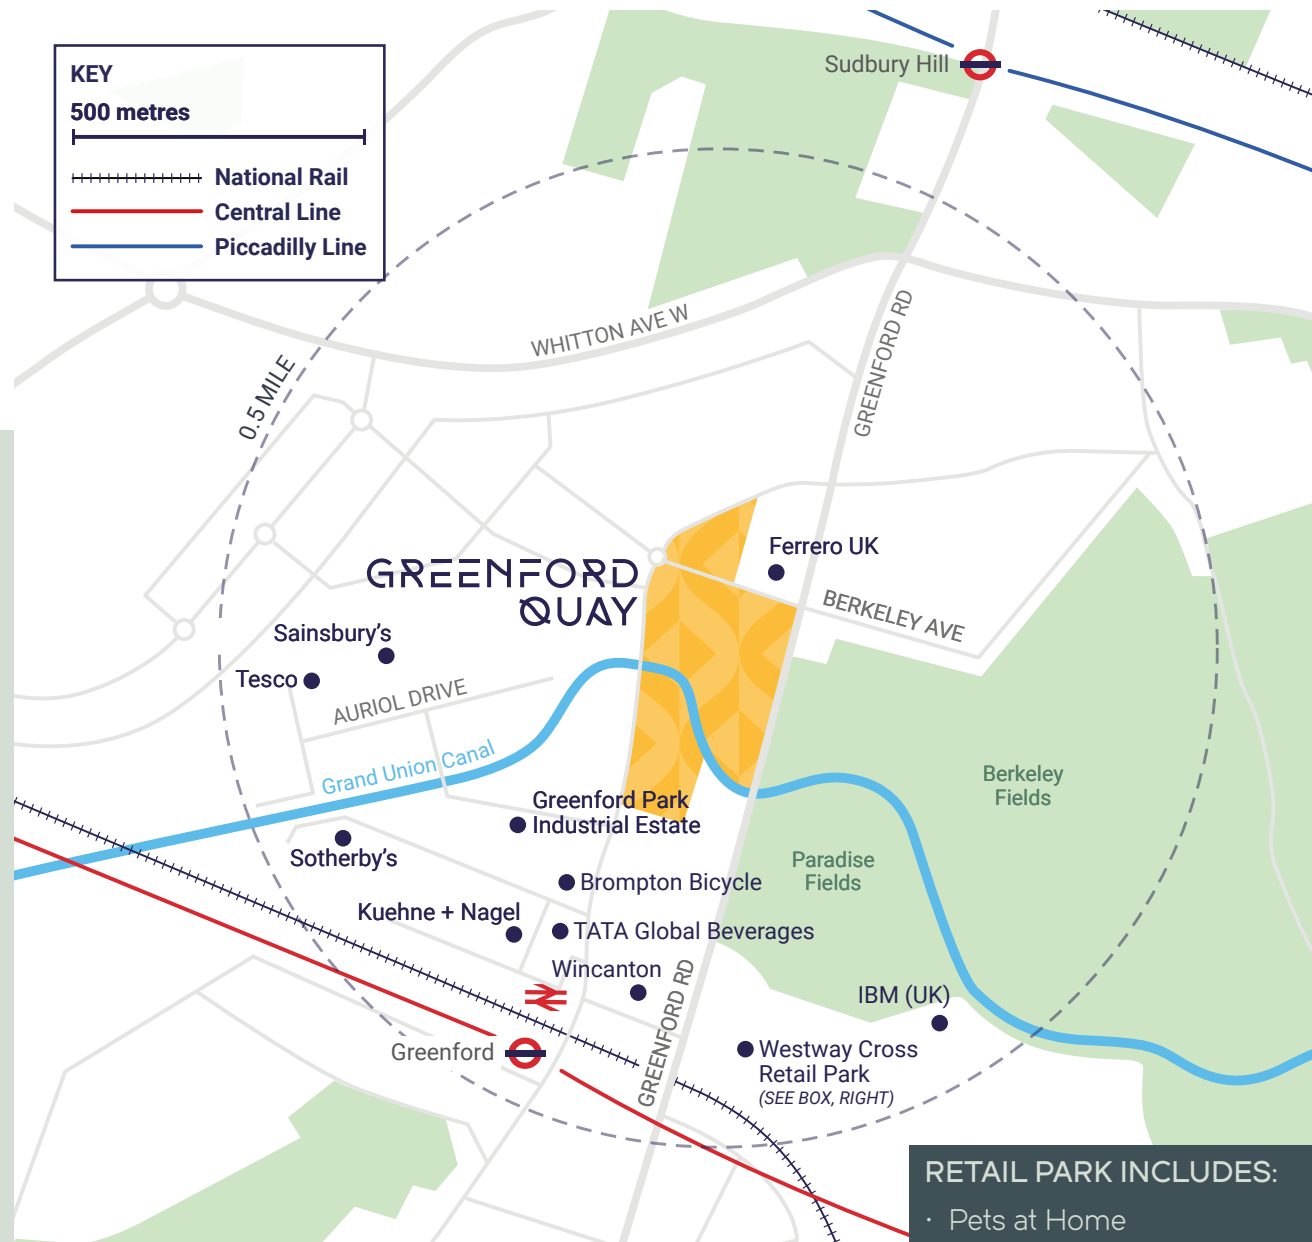 KEY
500 metres
National Rail
Central Line
Piccadilly Line
Sudbury Hill
WHITTON AVE W
GREENFORD RD
0.5 MILE
GREENFORD
QUAY
Ferrero UK
BERKELEY AVE
Sainsbury's
Tesco
AURIOL DRIVE
Grand Union Canal
Berkeley
Fields
Greenford Park
Industrial Estate
Sotherby's
Paradise
Fields
Brompton Bicycle
Kuehne + Nagel
TATA Global Beverages
Wincanton
GREENFORD RD
IBM (UK)
Greenford
Westway Cross
Retail Park
(SEE BOX, RIGHT)
RETAIL PARK INCLUDES:
· Pets at Home